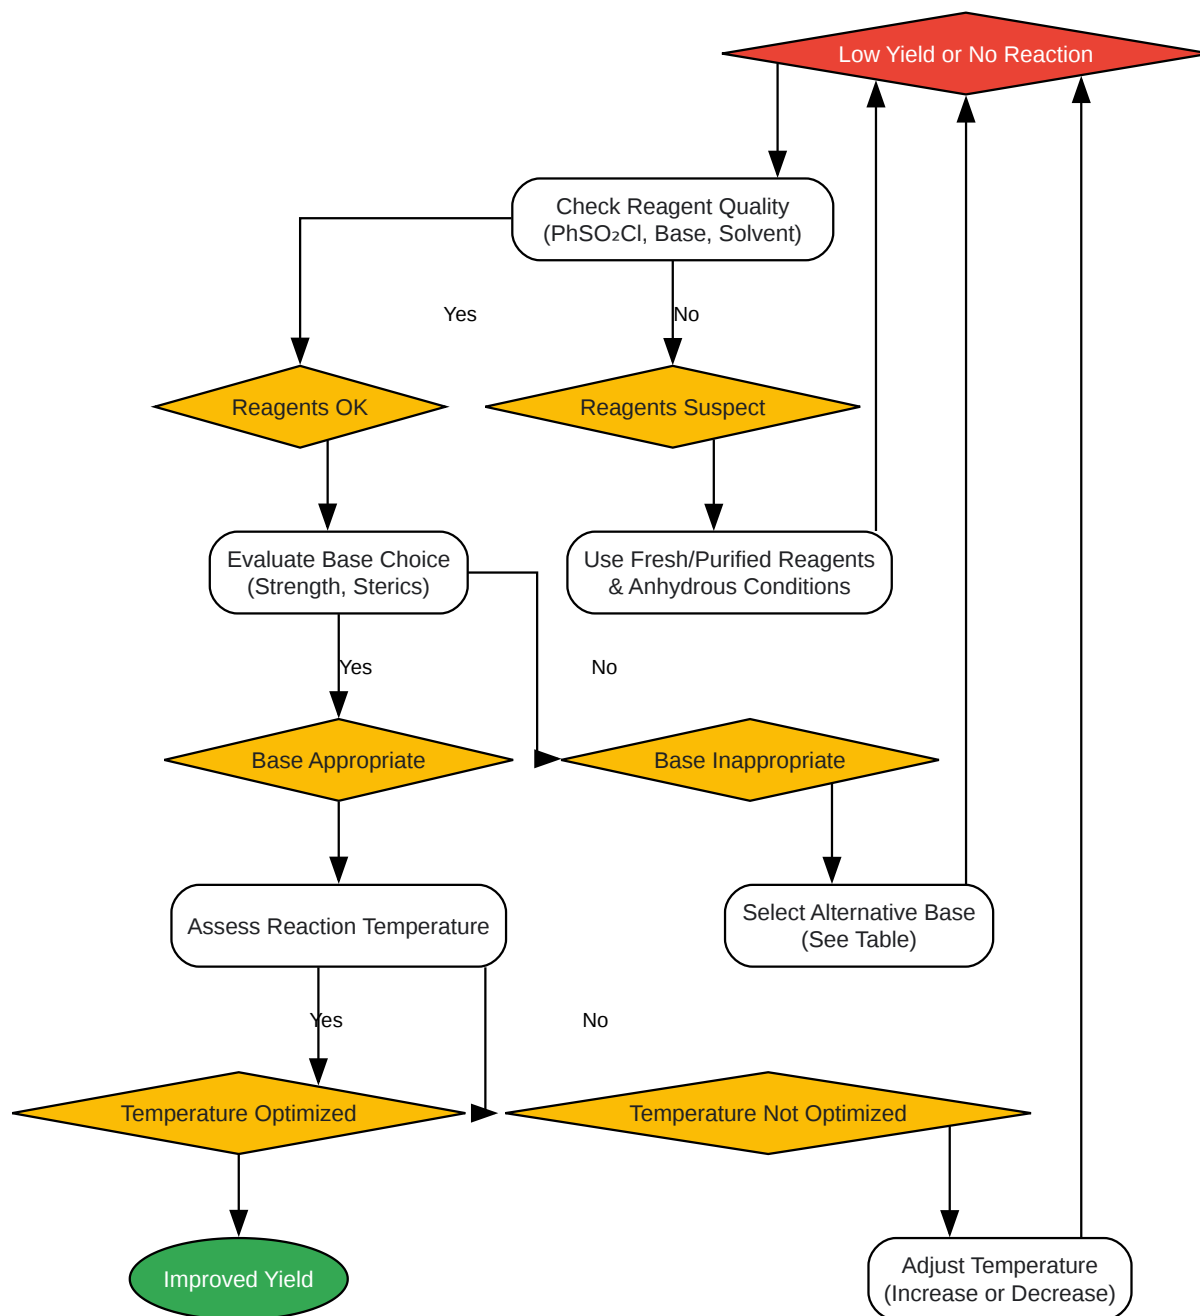 Low Yield or No Reaction
Check Reagent Quality
(PhSO₂Cl, Base, Solvent)
Yes
No
Reagents OK
Reagents Suspect
Evaluate Base Choice
(Strength, Sterics)
Use Fresh/Purified Reagents
& Anhydrous Conditions
Yes
No
Base Appropriate
Base Inappropriate
Assess Reaction Temperature
Select Alternative Base
(See Table)
Yes
No
Temperature Optimized
Temperature Not Optimized
Improved Yield
Adjust Temperature
(Increase or Decrease)